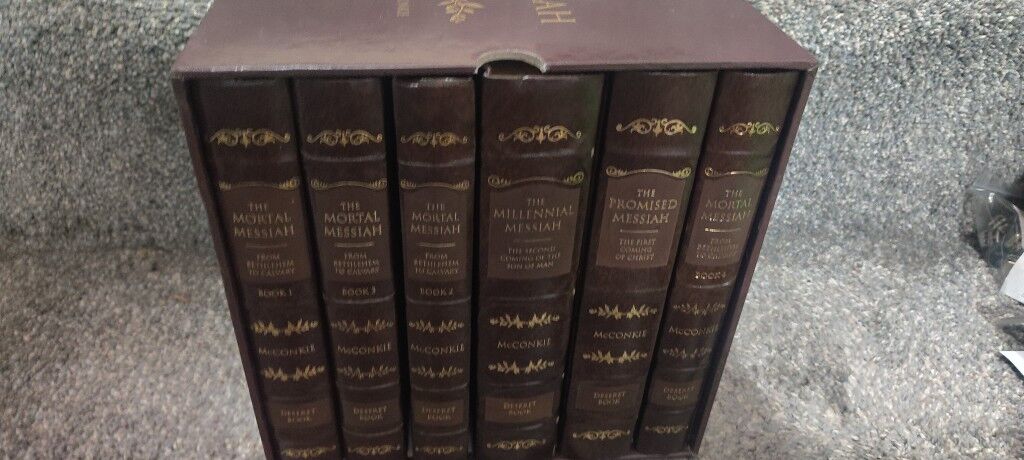 IAH
THE
MORTAL
MESSIAH
FROM
BETHLEHEM
TO CALVARY
BOOK 1
McCONKIE
DESERET
BOOK
THE
MORTAL
MESSIAH
FROM
BETHLEHEM
TO CALVARY
BOOK 3
McCONKIE
DESERET
BOOK
THE
MORTAL
MESSIAH
FROM
BETHLEHEM
TO CALVARY
BOOK 2
McCONKIE
DESERET
BOOK
THE
MILLENNIAL
MESSIAH
THE SECOND
COMING OF THE
SON OF MAN
McCONKIE
DESERET
BOOK
THE
PROMISED
MESSIAH
THE FIRST
COMING
OF CHRIST
McCONKIE
DESERET
BOOK
THE
MORTAL
MESSIAH
FROM
BETHLEHEM
TO CALVARY
BOOK 4
McCONKIE
DESERET
BOOK